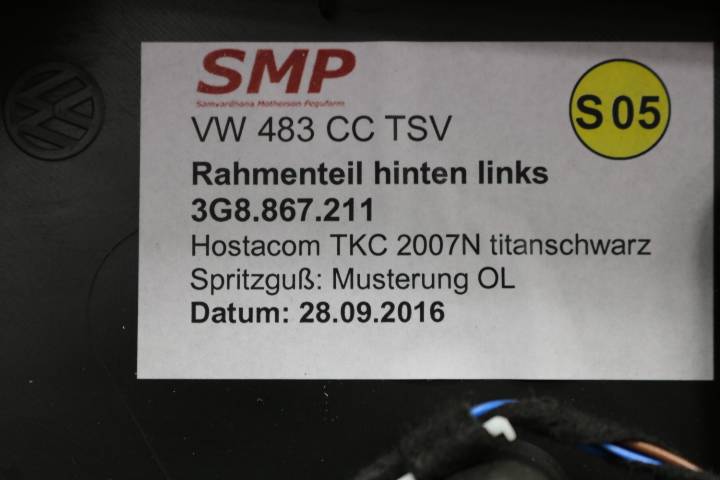 SMP
Samvardhana Motherson Peguform
VW 483 CC TSV
S 05
Rahmenteil hinten links
3G8.867.211
Hostacom TKC 2007N titanschwarz
Spritzguß: Musterung OL
Datum: 28.09.2016